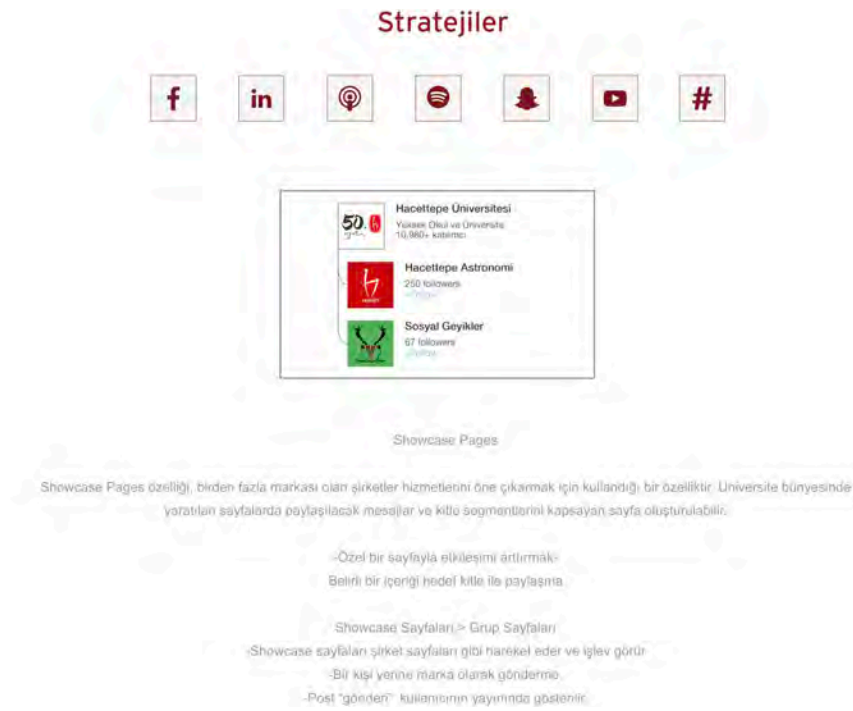 Stratejiler
f in #
50. yıl
Hacettepe Üniversitesi
Yüksek Okul ve Üniversite
10,980+ katılımcı
Hacettepe Astronomi
250 followers
Sosyal Geyikler
67 followers
Showcase Pages
Showcase Pages özelliği, birden fazla markası olan şirketler hizmetlerini öne çıkarmak için kullandığı bir özelliktir. Üniversite bünyesinde
yaratılan sayfalarda paylaşılacak mesajlar ve kitle segmentlerini kapsayan sayfa oluşturulabilir.
-Özel bir sayfayla etkileşimi arttırmak-
Belirli bir içeriği hedef kitle ile paylaşma
Showcase Sayfaları > Grup Sayfaları
-Showcase sayfaları şirket sayfaları gibi hareket eder ve işlev görür
-Bir kişi yerine marka olarak gönderme
-Post "gönderi" kullanıcının yayınında gösterilir